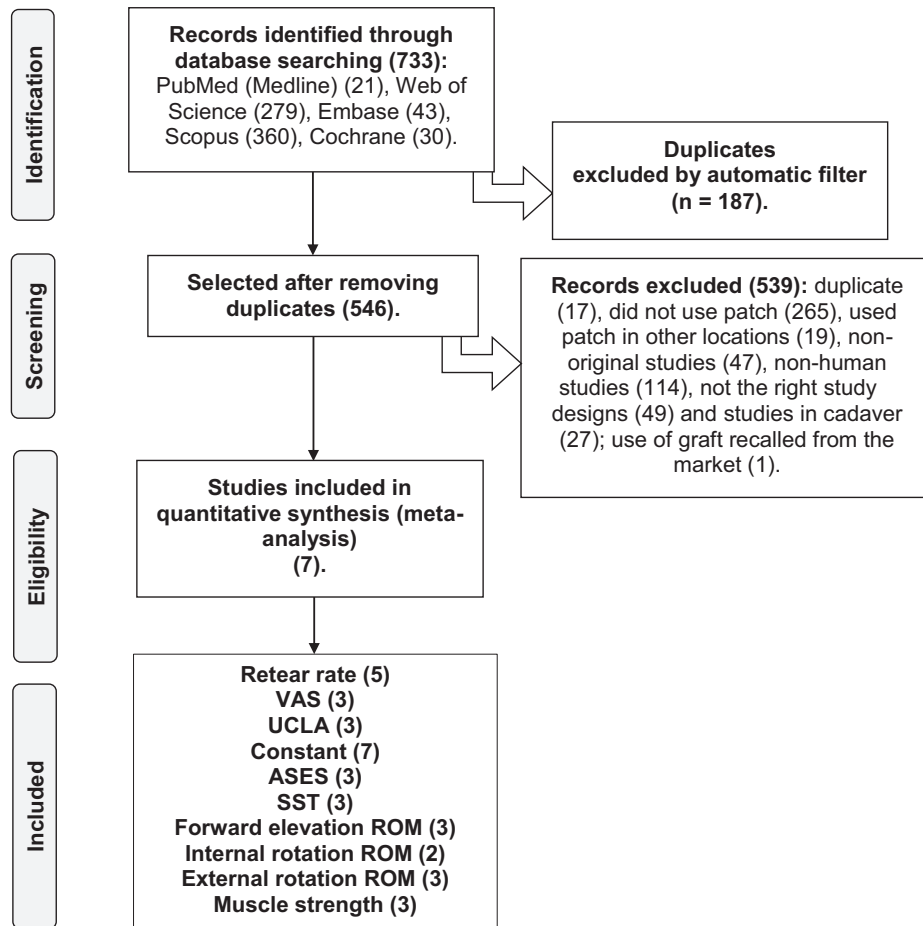 Identification
Records identified through
database searching (733):
PubMed (Medline) (21), Web of
Science (279), Embase (43),
Scopus (360), Cochrane (30).
Duplicates
excluded by automatic filter
(n = 187).
Screening
Selected after removing
duplicates (546).
Records excluded (539): duplicate
(17), did not use patch (265), used
patch in other locations (19), non-
original studies (47), non-human
studies (114), not the right study
designs (49) and studies in cadaver
(27); use of graft recalled from the
market (1).
Eligibility
Studies included in
quantitative synthesis (meta-
analysis)
(7).
Included
Retear rate (5)
VAS (3)
UCLA (3)
Constant (7)
ASES (3)
SST (3)
Forward elevation ROM (3)
Internal rotation ROM (2)
External rotation ROM (3)
Muscle strength (3)